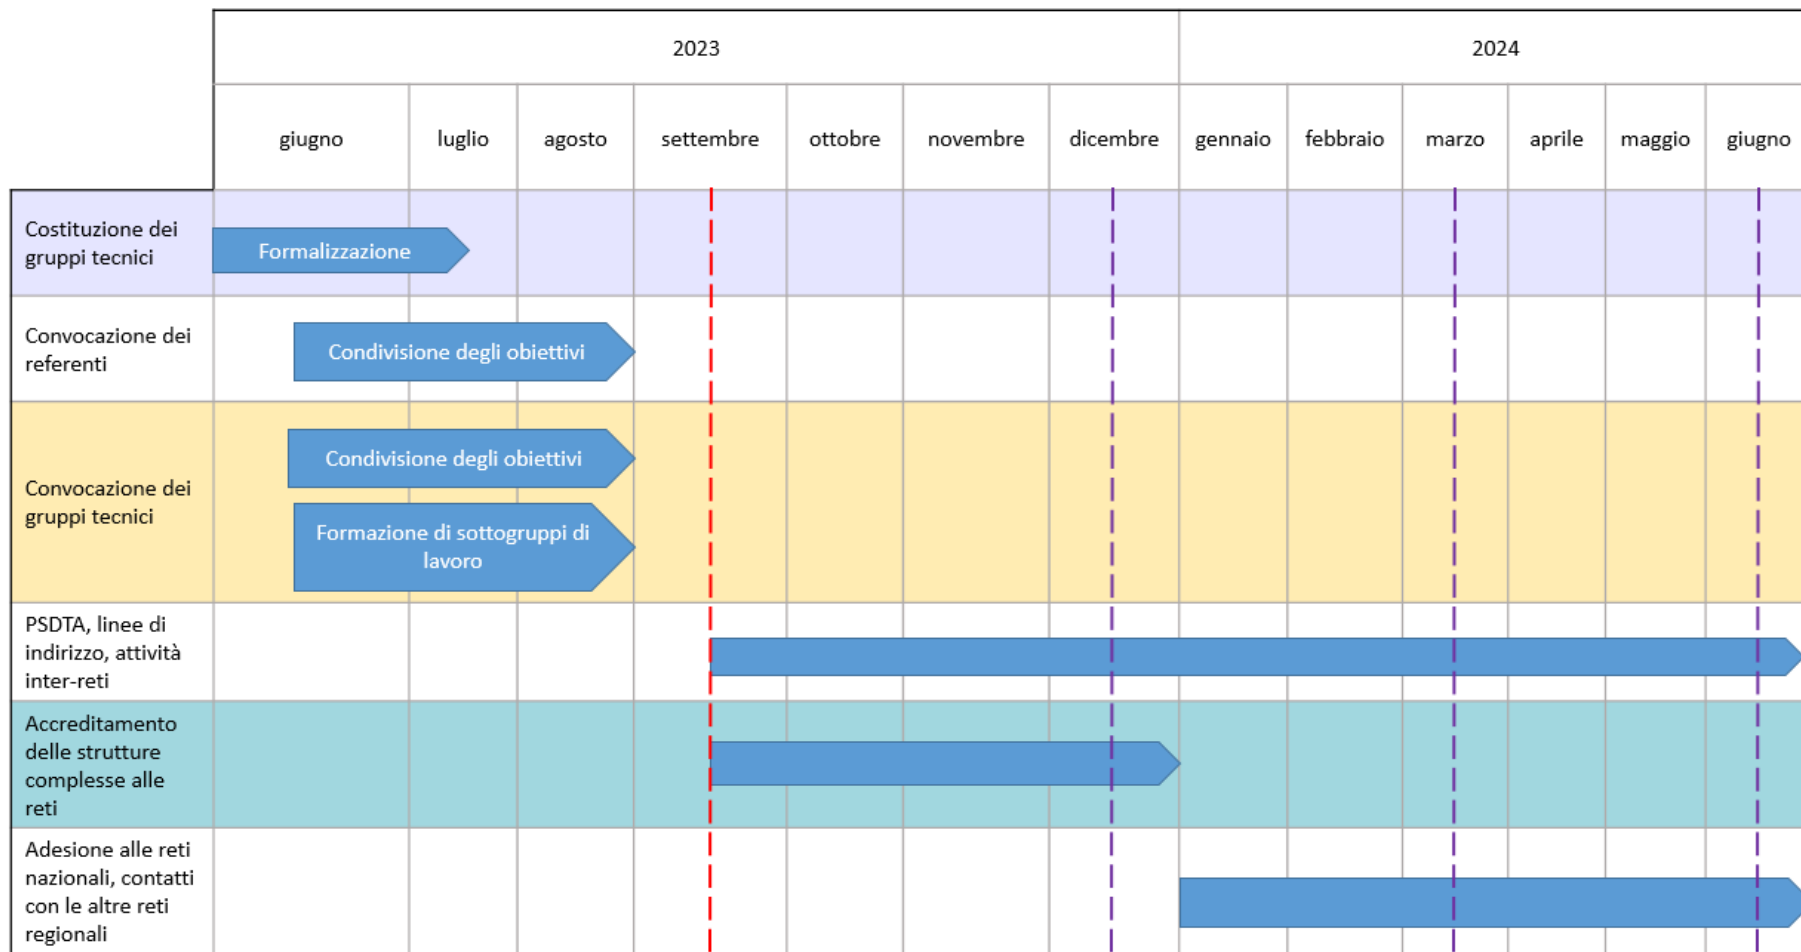 2023
2024
giugno
luglio
agosto
settembre
ottobre
novembre
dicembre
gennaio
febbraio
marzo
aprile
maggio
giugno
Costituzione dei
gruppi tecnici
Formalizzazione
Convocazione dei
referenti
Condivisione degli obiettivi
Convocazione dei
gruppi tecnici
Condivisione degli obiettivi
Formazione di sottogruppi di
lavoro
PSDTA, linee di
indirizzo, attività
inter-reti
Accreditamento
delle strutture
complesse alle
reti
Adesione alle reti
nazionali, contatti
con le altre reti
regionali